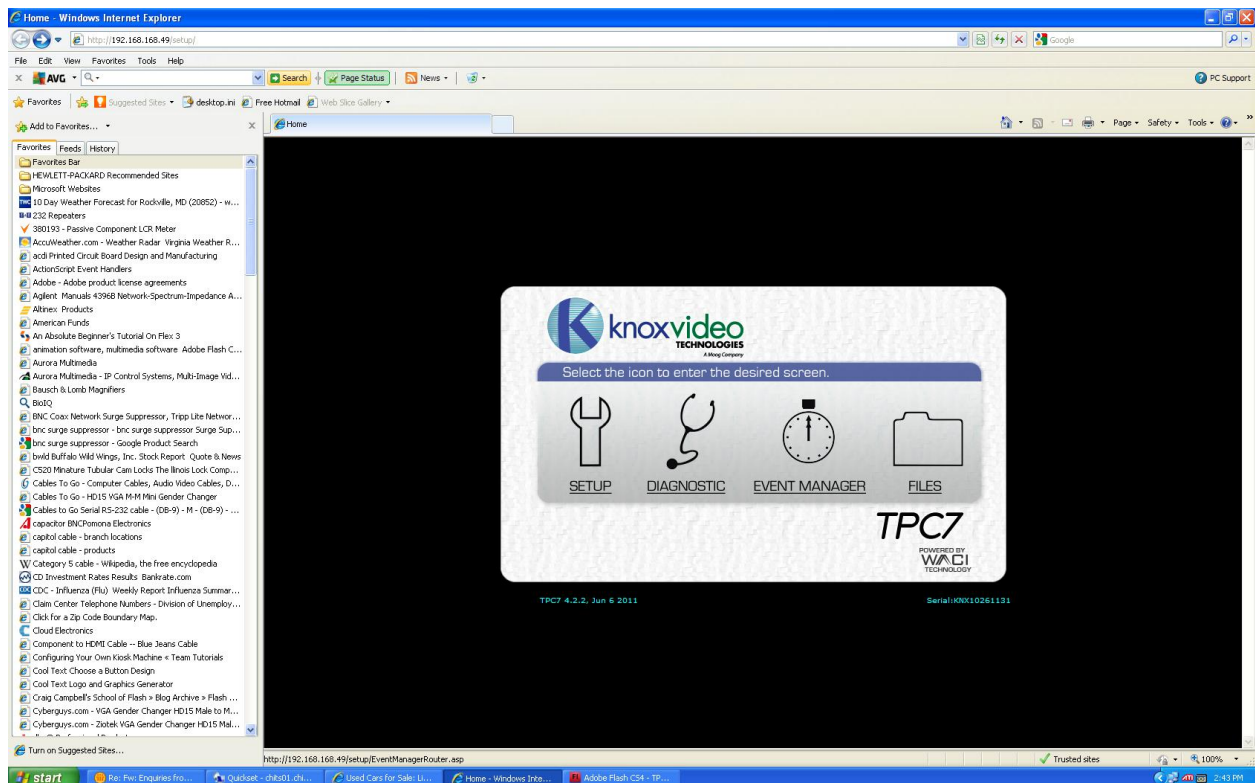 Home - Windows Internet Explorer
http://192.168.168.49/setup/
Google
File Edit View Favorites Tools Help
x AVG Search Page Status News PC Support
Favorites Suggested Sites desktop.ini Free Hotmail Web Slice Gallery
Add to Favorites... x Home Page Safety Tools »
Favorites Feeds History
Favorites Bar
HEWLETT-PACKARD Recommended Sites
Microsoft Websites
10 Day Weather Forecast for Rockville, MD (20852) - w...
232 Repeaters
380193 - Passive Component LCR Meter
AccuWeather.com - Weather Radar Virginia Weather R...
acdi Printed Circuit Board Design and Manufacturing
ActionScript Event Handlers
Adobe - Adobe product license agreements
Agilent Manuals 4396B Network-Spectrum-Impedance A...
Altinex Products
American Funds
An Absolute Beginner's Tutorial On Flex 3
animation software, multimedia software Adobe Flash C...
Aurora Multimedia
Aurora Multimedia - IP Control Systems, Multi-Image Vid...
Bausch & Lomb Magnifiers
BioIQ
BNC Coax Network Surge Suppressor, Tripp Lite Networ...
bnc surge suppressor - bnc surge suppressor Surge Sup...
bnc surge suppressor - Google Product Search
bwld Buffalo Wild Wings, Inc. Stock Report Quote & News
C520 Minature Tubular Cam Locks The Illinois Lock Comp...
Cables To Go - Computer Cables, Audio Video Cables, D...
Cables To Go - HD15 VGA M-M Mini Gender Changer
Cables to Go Serial RS-232 cable - (DB-9) - M - (DB-9) - ...
capacitor BNCPomona Electronics
capitol cable - branch locations
capitol cable - products
Category 5 cable - Wikipedia, the free encyclopedia
CD Investment Rates Results Bankrate.com
CDC - Influenza (Flu) Weekly Report Influenza Summar...
Claim Center Telephone Numbers - Division of Unemploy...
Click for a Zip Code Boundary Map.
Cloud Electronics
Component to HDMI Cable -- Blue Jeans Cable
Configuring Your Own Kiosk Machine « Team Tutorials
Cool Text Choose a Button Design
Cool Text Logo and Graphics Generator
Craig Campbell's School of Flash » Blog Archive » Flash ...
Cyberguys.com - VGA Gender Changer HD15 Male to M...
Cyberguys.com - Ziotek VGA Gender Changer HD15 Mal...
Turn on Suggested Sites...
K knoxvideo
TECHNOLOGIES
A Moog Company
Select the icon to enter the desired screen.
SETUP DIAGNOSTIC EVENT MANAGER FILES
TPC7
POWERED BY
WACI
TECHNOLOGY
TPC7 4.2.2, Jun 6 2011 Serial:KNX10261131
http://192.168.168.49/setup/EventManagerRouter.asp Trusted sites 100%
start Re: Fw: Enquiries fro... Quickset - chits01.chi... Used Cars for Sale: Li... Home - Windows Inte... Adobe Flash CS4 - TP... 2:43 PM